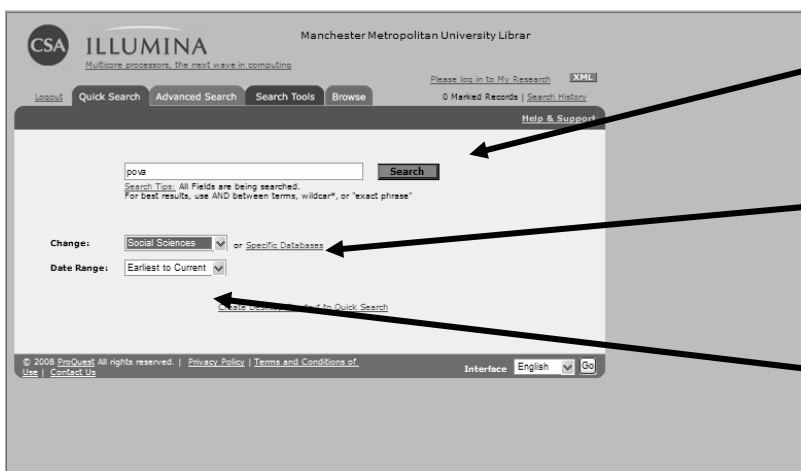 Manchester Metropolitan University Librar
CSA ILLUMINA
Multicore processors, the next wave in computing
Please log in to My Research XML
Logout Quick Search Advanced Search Search Tools Browse 0 Marked Records | Search History
Help & Support
pova Search
Search Tips: All Fields are being searched.
For best results, use AND between terms, wildcar*, or "exact phrase"
Change: Social Sciences or Specific Databases
Date Range: Earliest to Current
Create to Quick Search
© 2008 ProQuest All rights reserved. | Privacy Policy | Terms and Conditions of
Use | Contact Us
Interface English Go